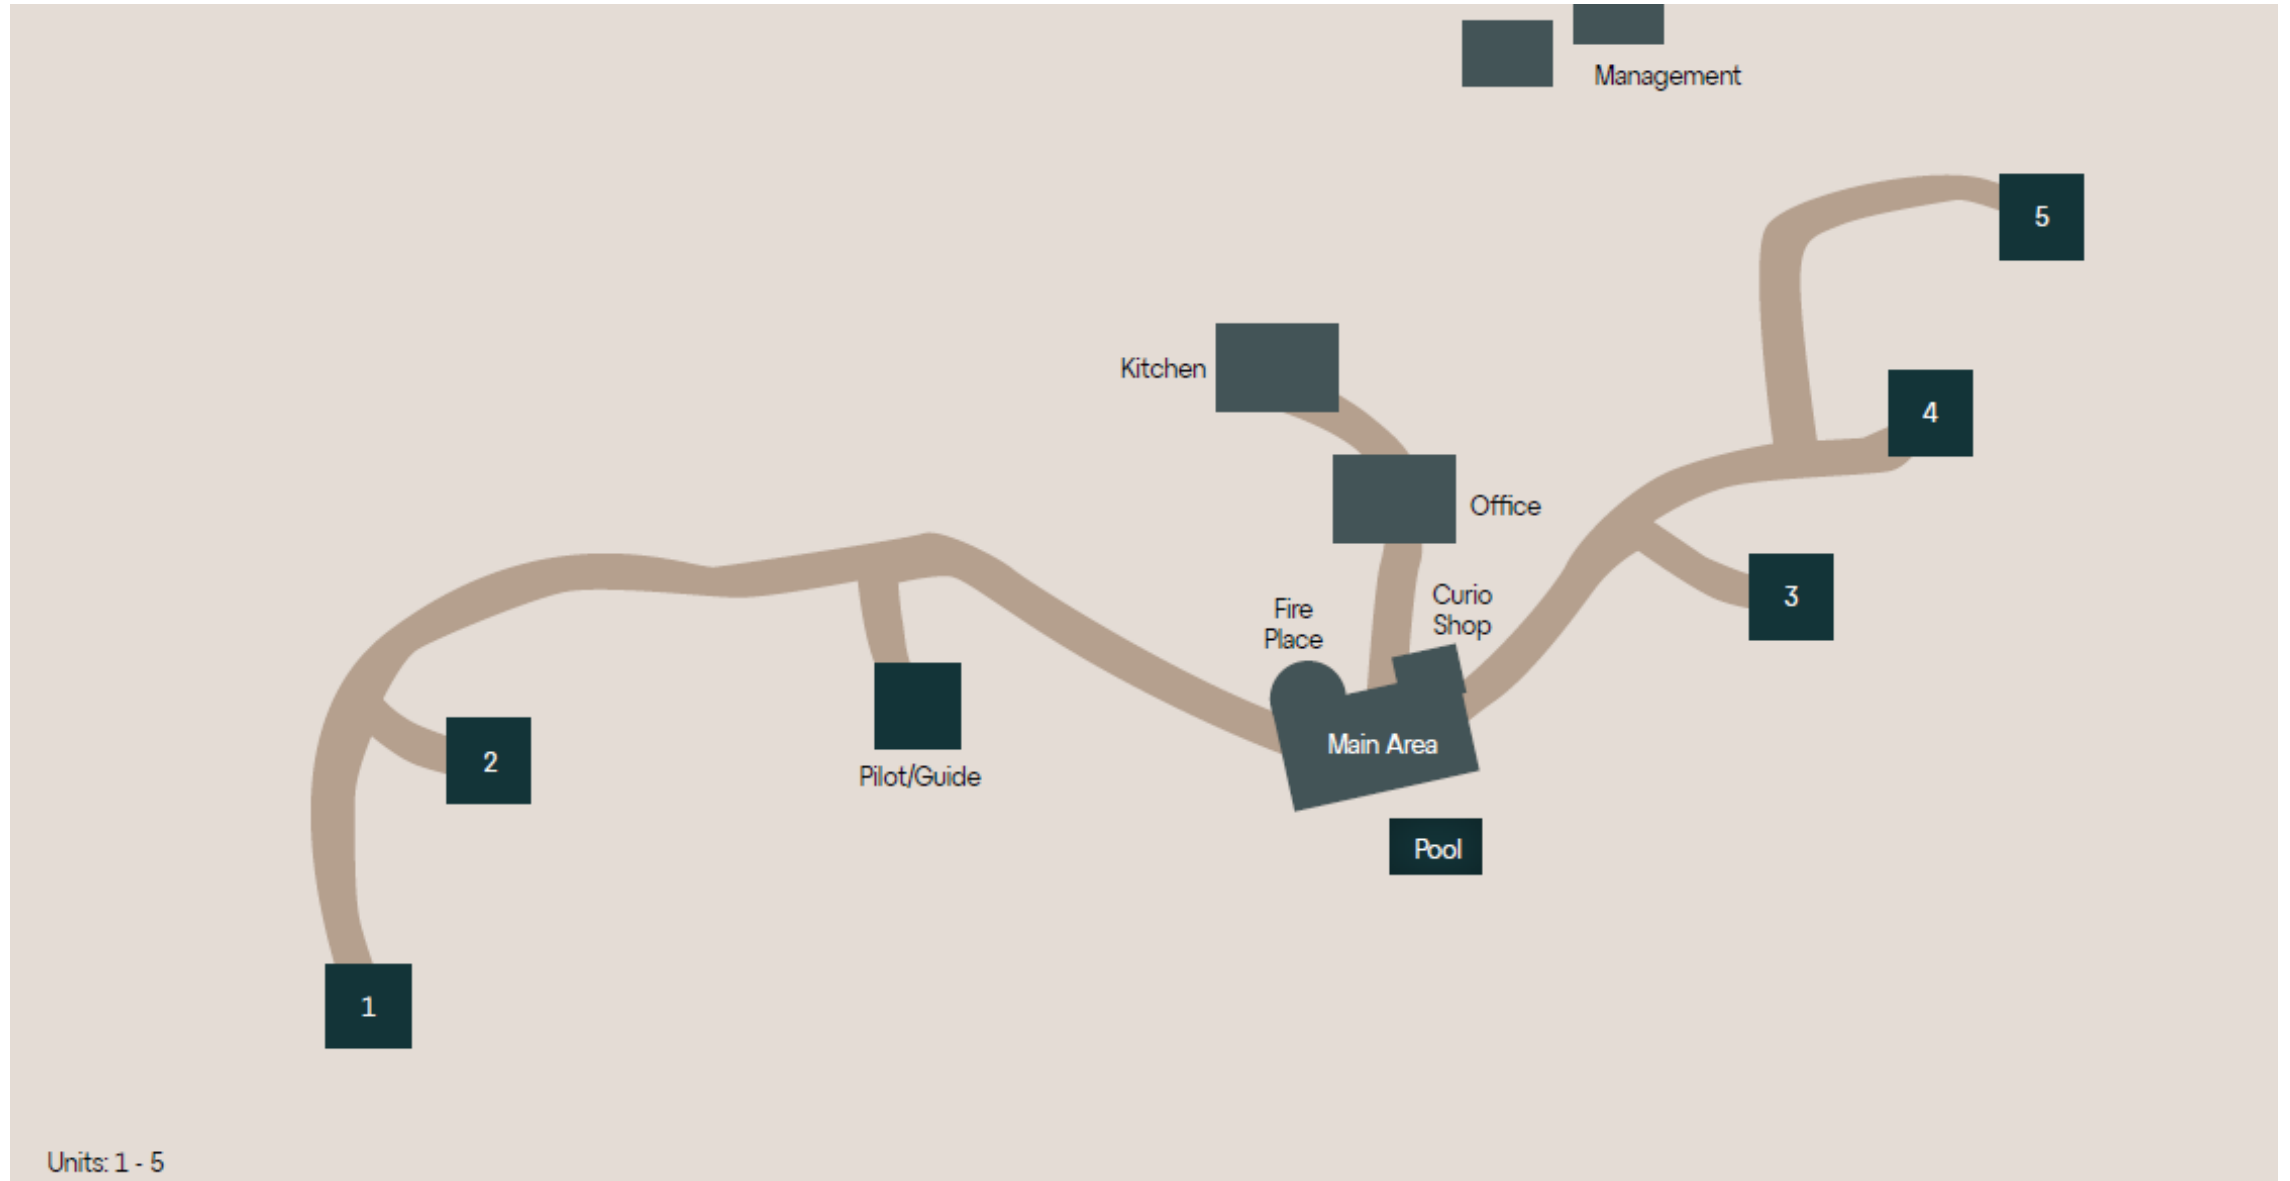 Management
5
Kitchen
4
Office
Curio
Shop
3
Fire
Place
Main Area
2
Pilot/Guide
Pool
1
Units: 1 - 5